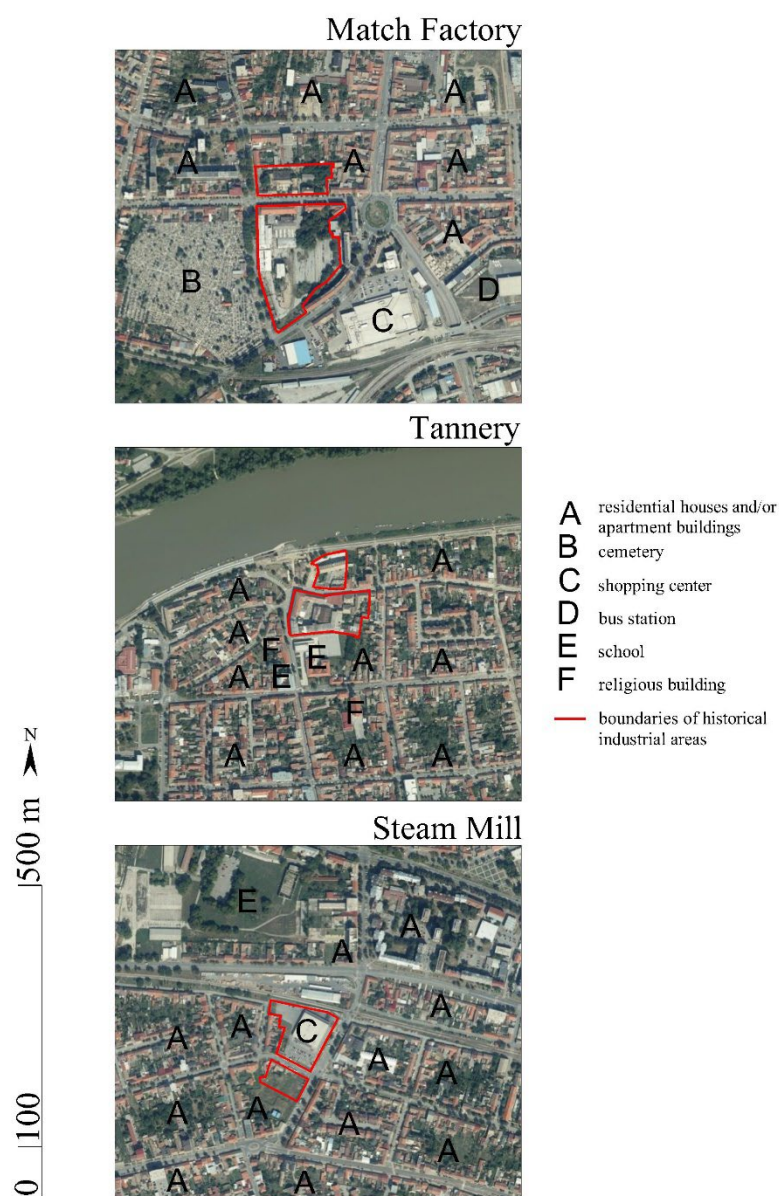 Match Factory
A A A
A A A
A
B
D
C
Tannery
A
A
A
F E A A
A E
F
A A A
A residential houses and/or
apartment buildings
B cemetery
C shopping center
D bus station
E school
F religious building
boundaries of historical
industrial areas
N
500 m
100
0
Steam Mill
E
A
A
A
A A C
A A
A A
A A
A A